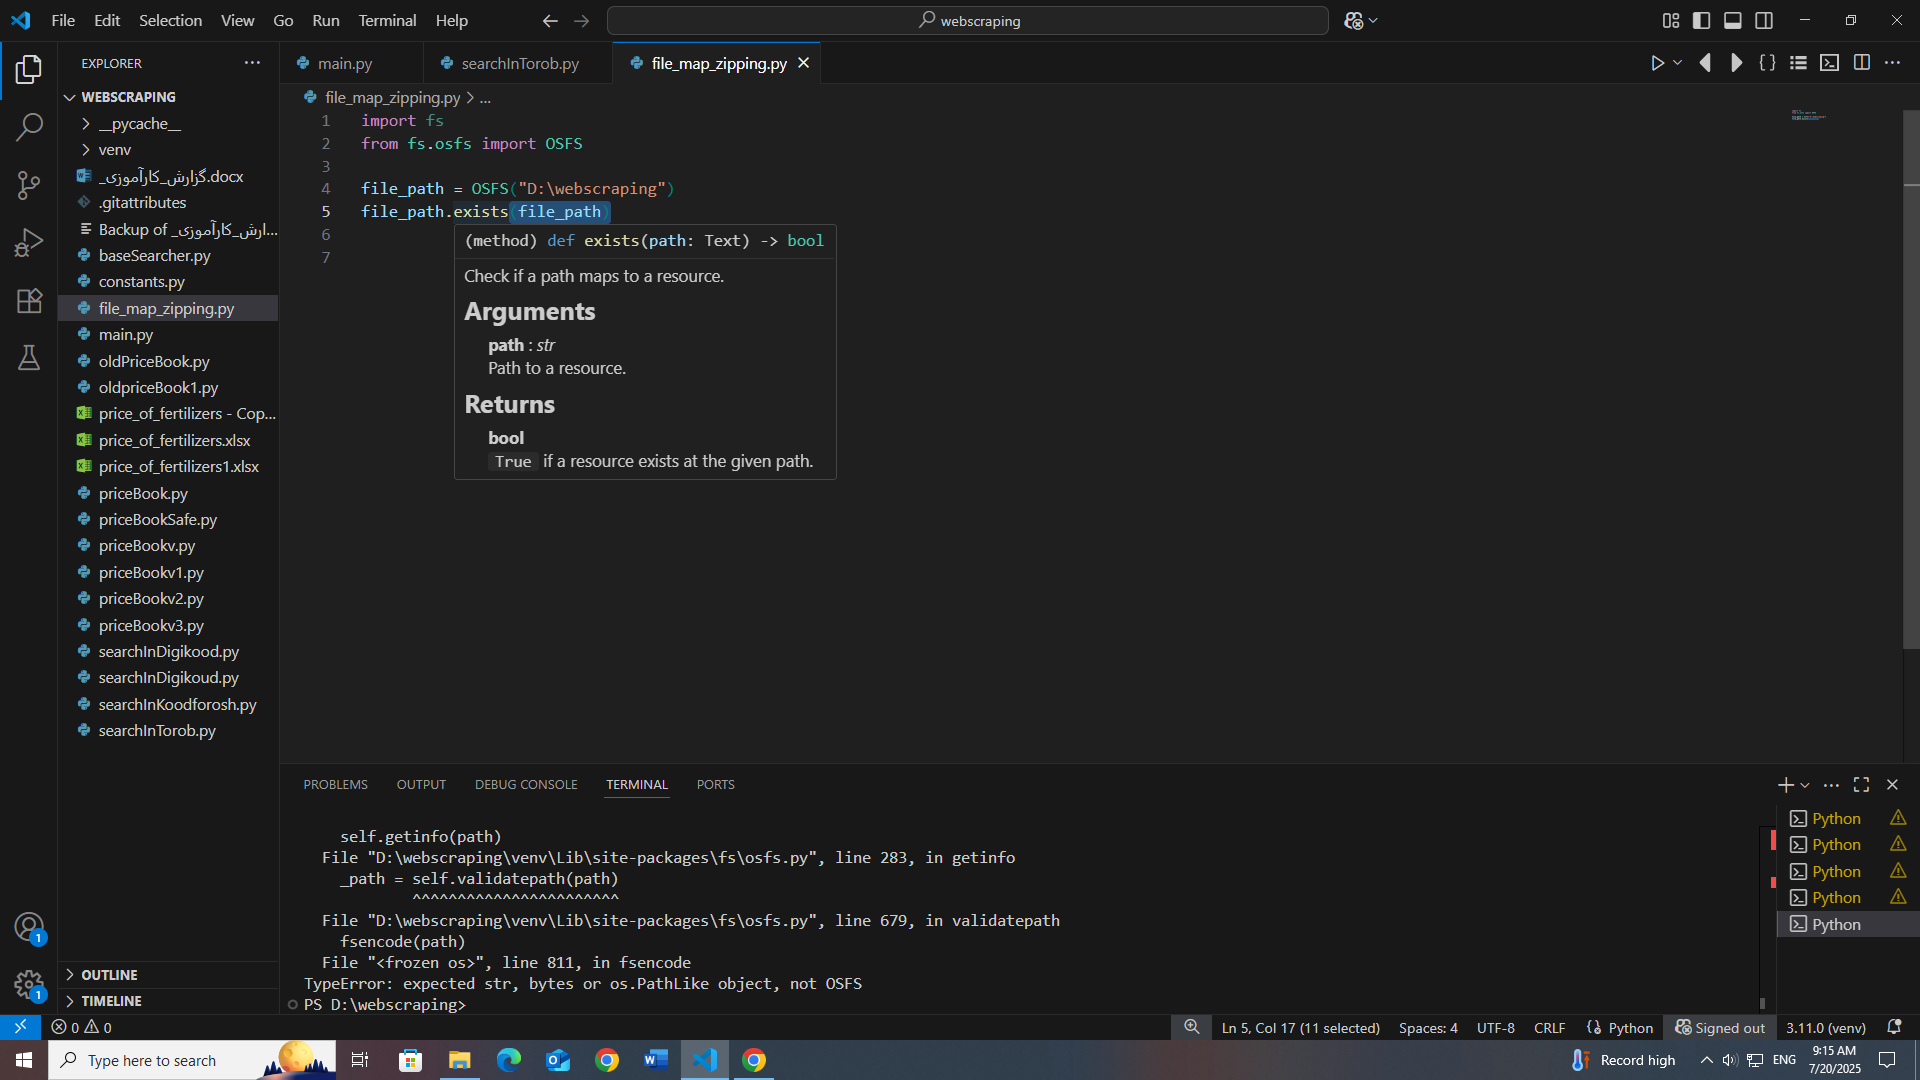 File Edit Selection View Go Run Terminal Help
webscraping
EXPLORER
main.py
searchInTorob.py
file_map_zipping.py
WEBSCRAPING
__pycache__
venv
_گزارش_کارآموزی.docx
.gitattributes
Backup of _گزارش_کارآموزی...
baseSearcher.py
constants.py
file_map_zipping.py
main.py
oldPriceBook.py
oldpriceBook1.py
price_of_fertilizers - Cop...
price_of_fertilizers.xlsx
price_of_fertilizers1.xlsx
priceBook.py
priceBookSafe.py
priceBookv.py
priceBookv1.py
priceBookv2.py
priceBookv3.py
searchInDigikood.py
searchInDigikoud.py
searchInKoodforosh.py
searchInTorob.py
OUTLINE
TIMELINE
file_map_zipping.py > ...
1 import fs
2 from fs.osfs import OSFS
3
4 file_path = OSFS("D:\webscraping")
5 file_path.exists(file_path)
6
7
(method) def exists(path: Text) -> bool
Check if a path maps to a resource.
Arguments
path : str
Path to a resource.
Returns
bool
True if a resource exists at the given path.
PROBLEMS OUTPUT DEBUG CONSOLE TERMINAL PORTS
self.getinfo(path)
File "D:\webscraping\venv\Lib\site-packages\fs\osfs.py", line 283, in getinfo
_path = self.validatepath(path)
^^^^^^^^^^^^^^^^^^^^^^^
File "D:\webscraping\venv\Lib\site-packages\fs\osfs.py", line 679, in validatepath
fsencode(path)
File "<frozen os>", line 811, in fsencode
TypeError: expected str, bytes or os.PathLike object, not OSFS
PS D:\webscraping>
Python
Python
Python
Python
Python
1
1
0 0
Ln 5, Col 17 (11 selected) Spaces: 4 UTF-8 CRLF Python Signed out 3.11.0 (venv)
Type here to search
Record high
ENG
9:15 AM
7/20/2025